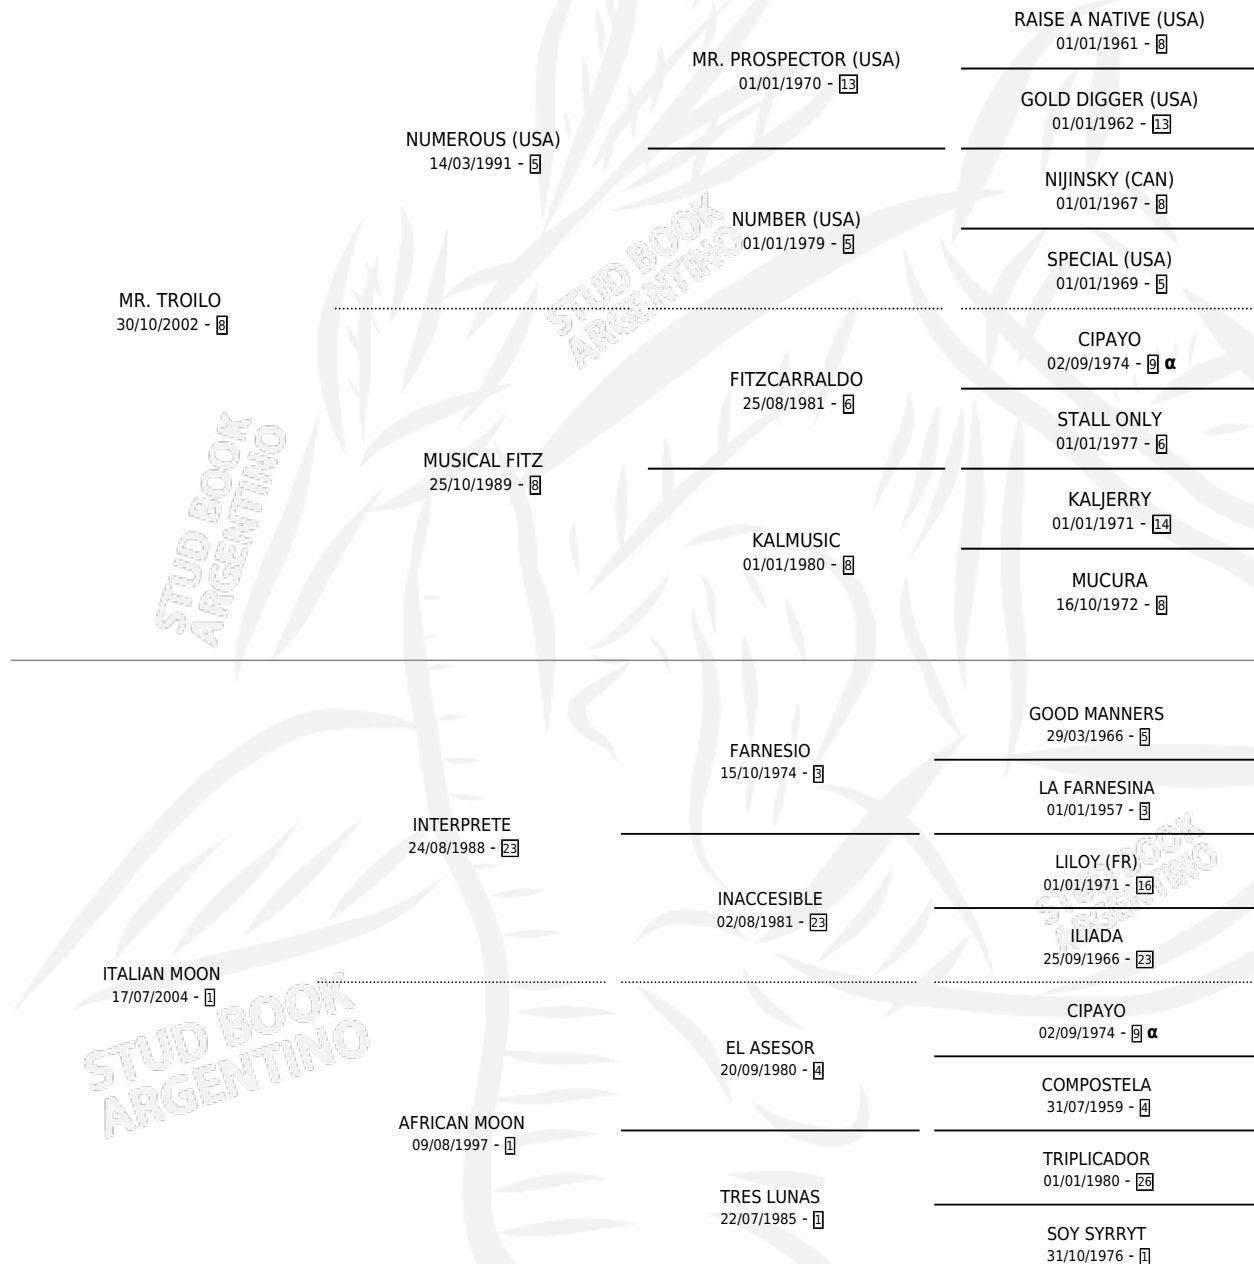 RAISE A NATIVE (USA)
01/01/1961 - 8
MR. PROSPECTOR (USA)
01/01/1970 - 13
GOLD DIGGER (USA)
01/01/1962 - 13
NUMEROUS (USA)
14/03/1991 - 5
NIJINSKY (CAN)
01/01/1967 - 8
NUMBER (USA)
01/01/1979 - 5
SPECIAL (USA)
01/01/1969 - 5
MR. TROILO
30/10/2002 - 8
CIPAYO
02/09/1974 - 9 α
FITZCARRALDO
25/08/1981 - 6
STALL ONLY
01/01/1977 - 6
MUSICAL FITZ
25/10/1989 - 8
KALJERRY
01/01/1971 - 14
KALMUSIC
01/01/1980 - 8
MUCURA
16/10/1972 - 8
GOOD MANNERS
29/03/1966 - 5
FARNESIO
15/10/1974 - 3
LA FARNESINA
01/01/1957 - 3
INTERPRETE
24/08/1988 - 23
LILOY (FR)
01/01/1971 - 16
INACCESIBLE
02/08/1981 - 23
ILIADA
25/09/1966 - 23
ITALIAN MOON
17/07/2004 - 1
CIPAYO
02/09/1974 - 9 α
EL ASESOR
20/09/1980 - 4
COMPOSTELA
31/07/1959 - 4
AFRICAN MOON
09/08/1997 - 1
TRIPLICADOR
01/01/1980 - 26
TRES LUNAS
22/07/1985 - 1
SOY SYRRYT
31/10/1976 - 1
STUD BOOK
ARGENTINO
STUD BOOK
ARGENTINO
STUD BOOK
ARGENTINO
STUD BOOK
ARGENTINO